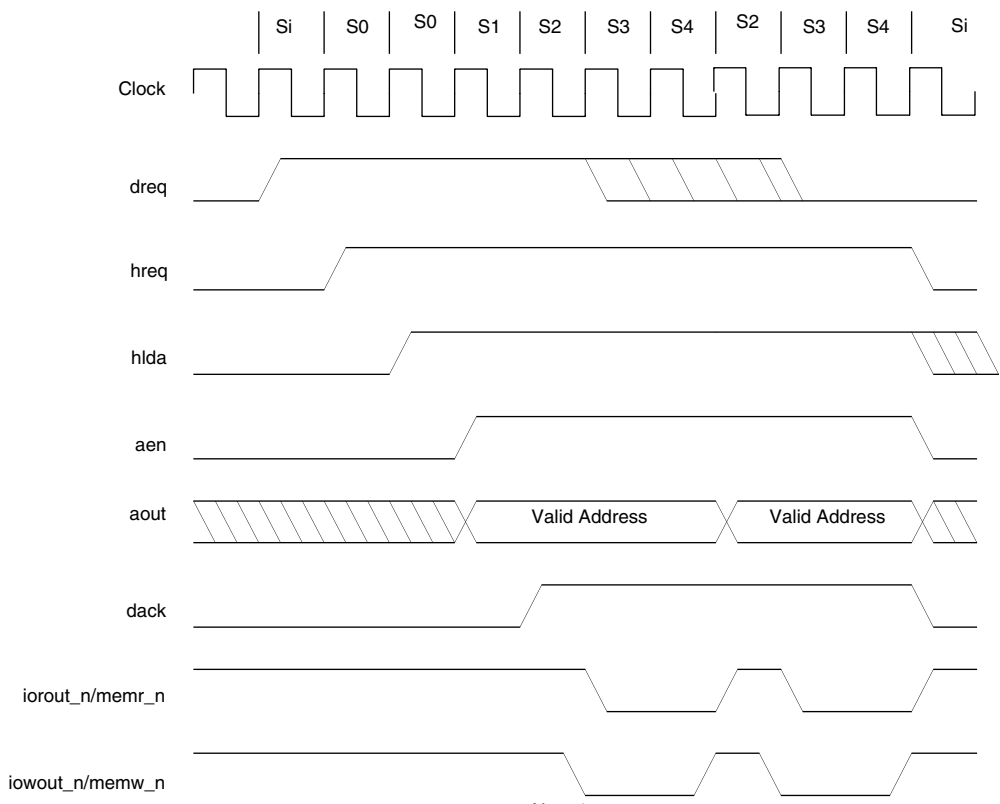 Si S0 S0 S1 S2 S3 S4 S2 S3 S4 Si
Clock
dreq
hreq
hlda
aen
aout
Valid Address Valid Address
dack
iorout_n/memr_n
iowout_n/memw_n